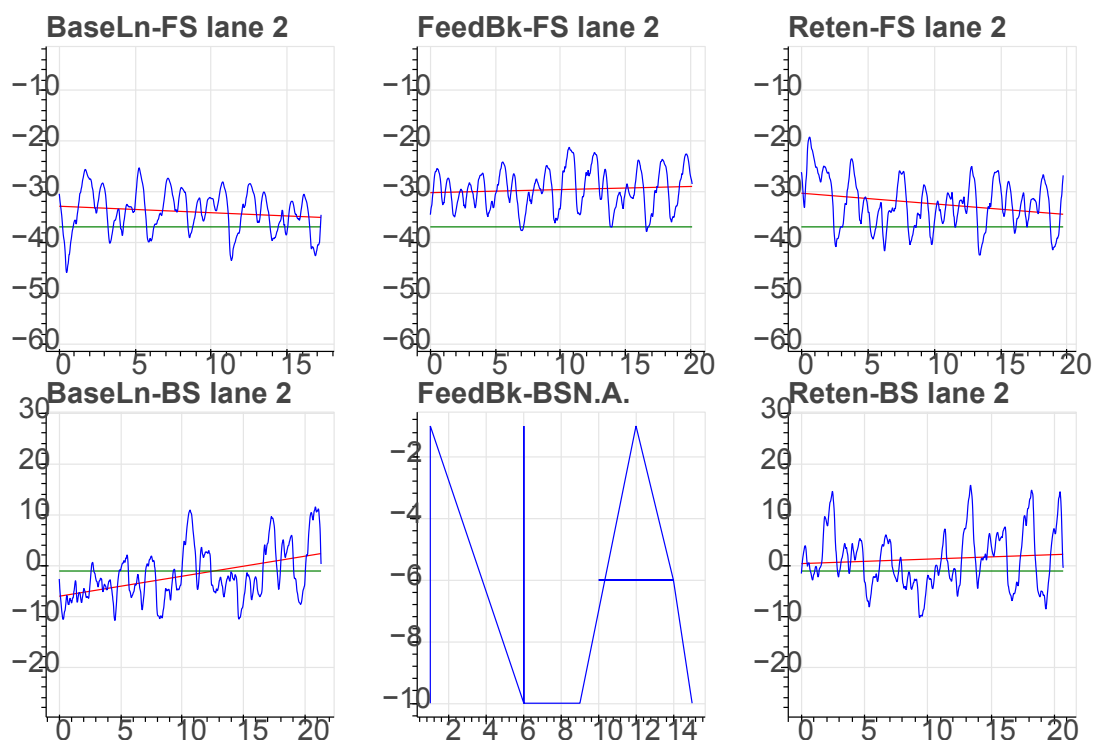 BaseLn-FS lane 2
−10
−20
−30
−40
−50
−60
0 5 10 15
FeedBk-FS lane 2
−10
−20
−30
−40
−50
−60
0 5 10 15 20
Reten-FS lane 2
−10
−20
−30
−40
−50
−60
0 5 10 15 20
BaseLn-BS lane 2
30
20
10
0
−10
−20
0 5 10 15 20
FeedBk-BSN.A.
−2
−4
−6
−8
−10
2 4 6 8 10 12 14
Reten-BS lane 2
30
20
10
0
−10
−20
0 5 10 15 20